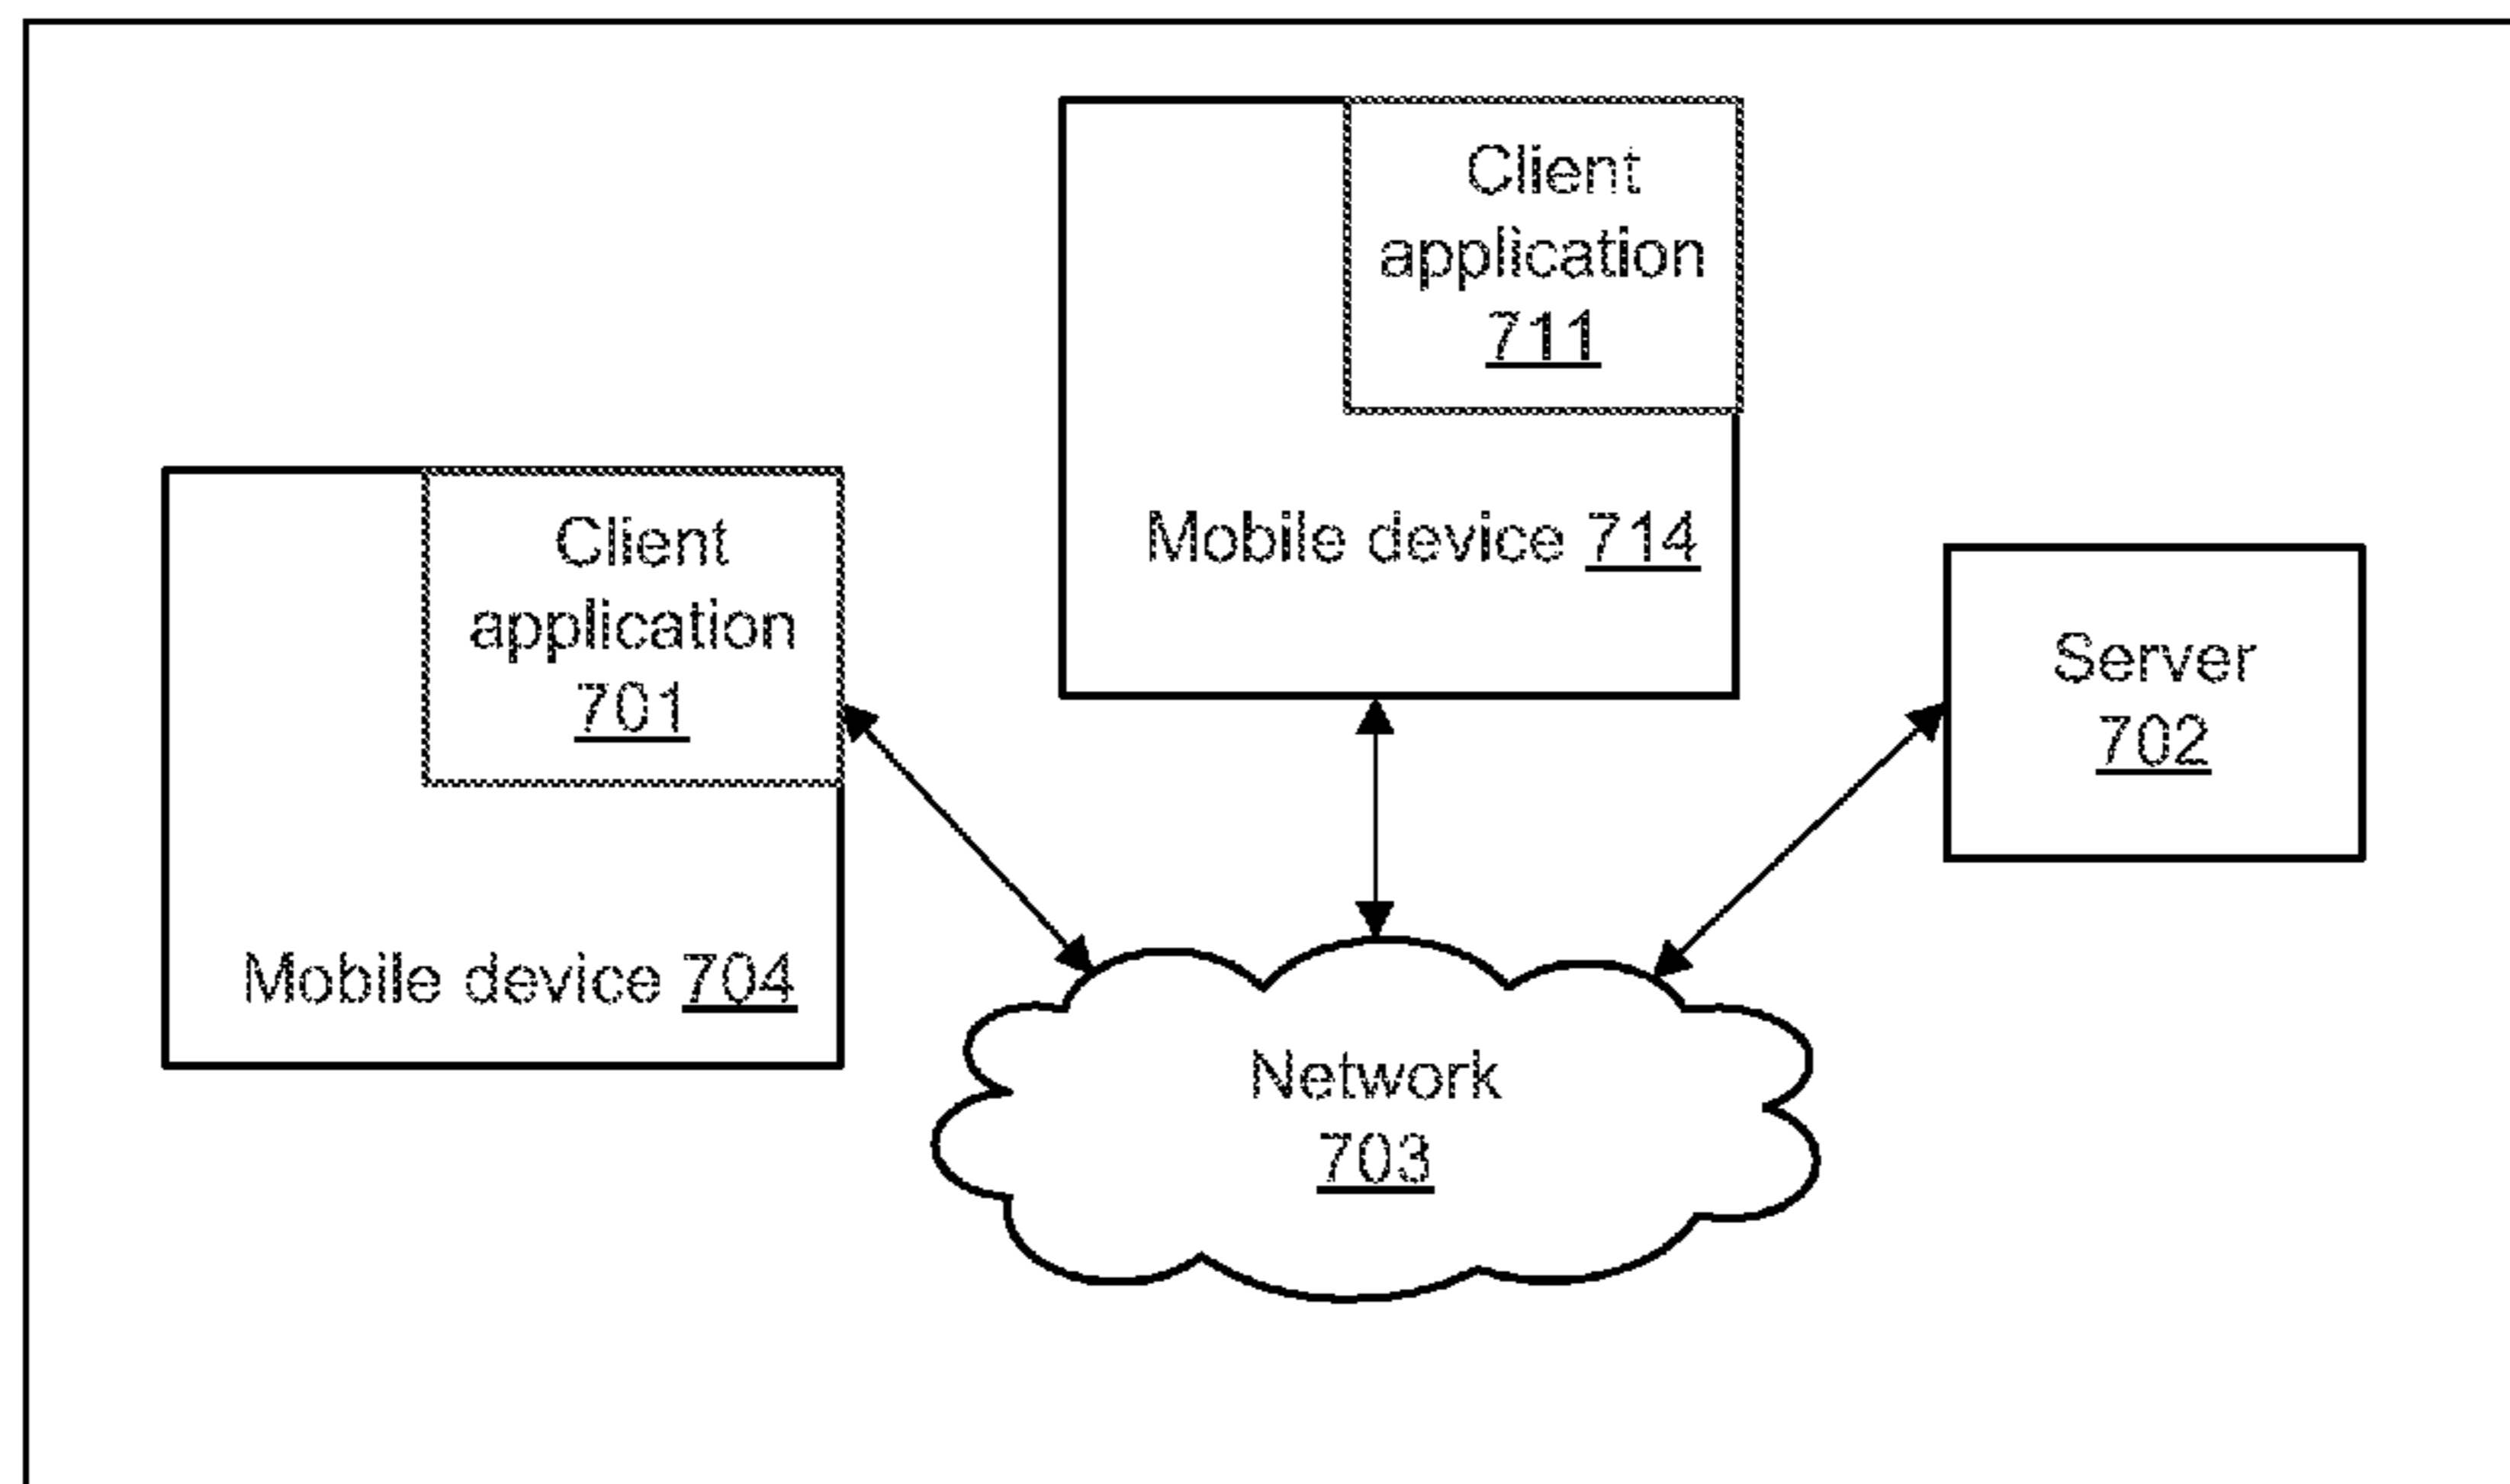 Client
application
711
Mobile device 714
Client
application
701
Mobile device 704
Server
702
Network
703